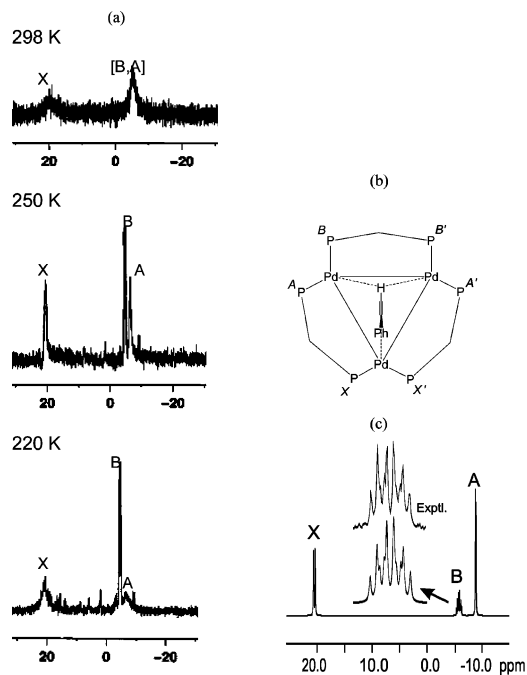 (a)
298 K
X
[B,A]
20
0
-20
250 K
X
B
A
20
0
-20
220 K
X
B
A
20
0
-20
(b)
B
B'
P
P
A
P
Pd
H
Pd
P
A'
Ph
Pd
P
P
X
X'
(c)
Exptl.
X
B
A
20.0
10.0
0.0
-10.0 ppm